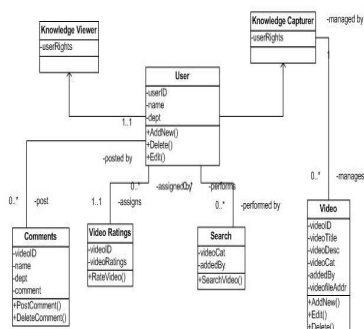 Knowledge Viewer
-userRights
Knowledge Capturer
-userRights
-managed by
1
User
-userID
-name
-dept
+AddNew()
+Delete()
+Edit()
1..1
-posted by
0..*
-post
0..*
1..1
-assigns
-assigned by
-performs
0..*
-performed by
0..*
-manages
Comments
-videoID
-name
-dept
-comment
+PostComment()
+DeleteComment()
Video Ratings
-videoID
-videoRatings
+RateVideo()
Search
-videoCat
-addedBy
+SearchVideo()
Video
-videoID
-videoTitle
-videoDesc
-videoCat
-addedBy
-videofileAddr
+AddNew()
+Edit()
+Delete()